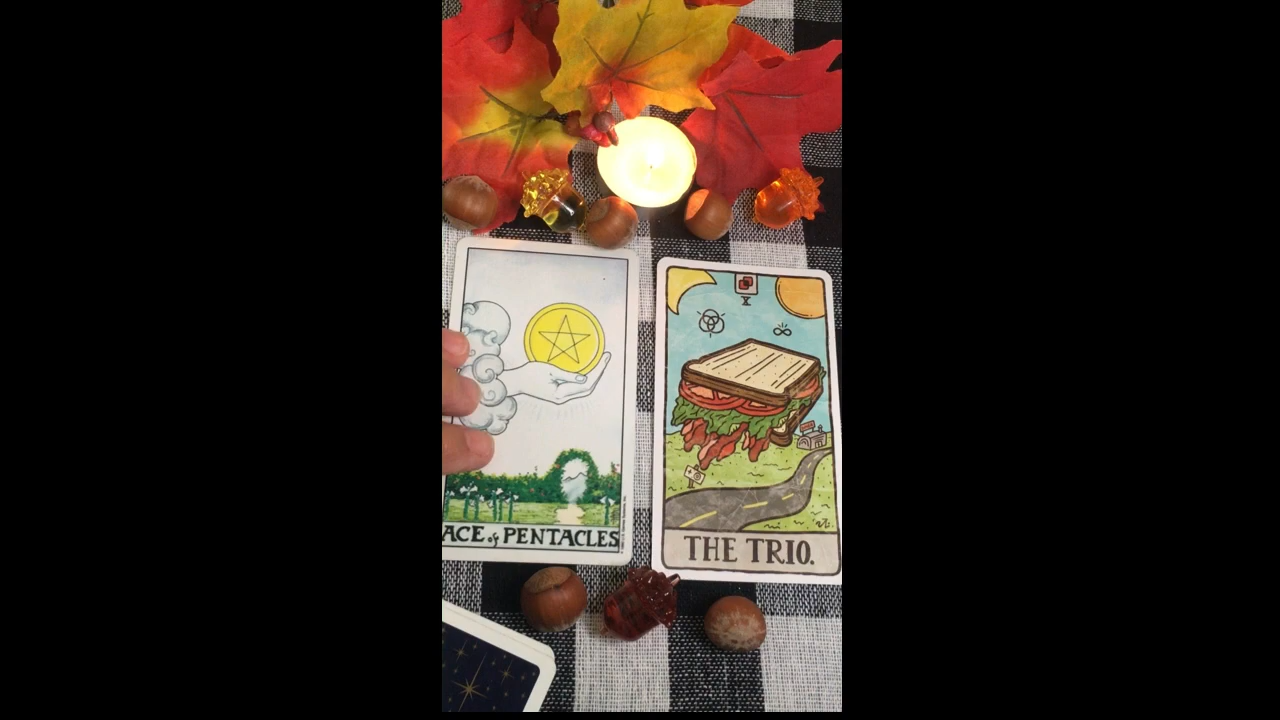 ACE of PENTACLES
X
THE TRIO.